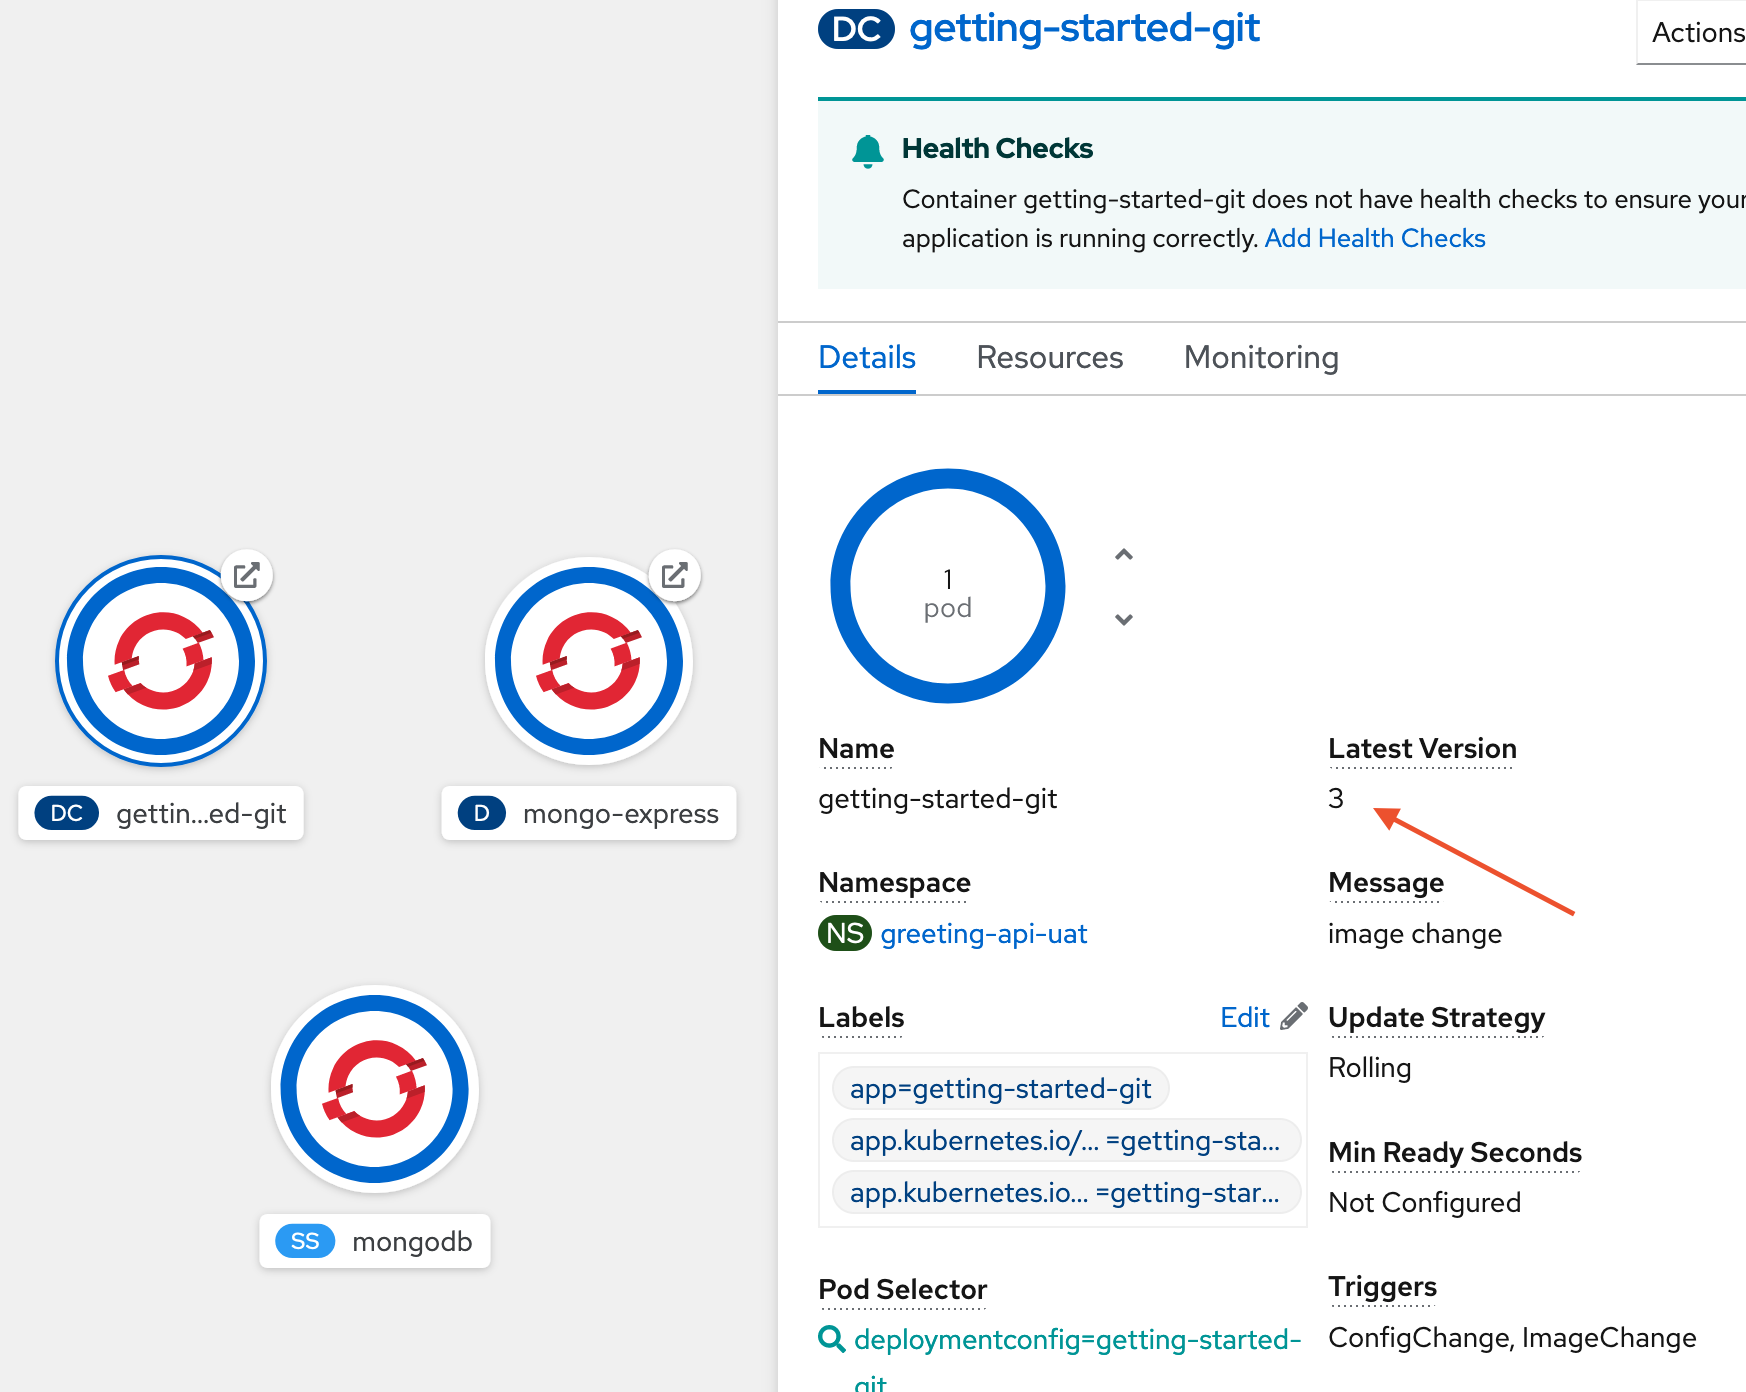 DC getting-started-git
Actions
Health Checks
Container getting-started-git does not have health checks to ensure your
application is running correctly. Add Health Checks
Details Resources Monitoring
1
pod
DC gettin...ed-git
D mongo-express
SS mongodb
Name
getting-started-git
Latest Version
3
Namespace
NS greeting-api-uat
Message
image change
Labels Edit
app=getting-started-git
app.kubernetes.io/... =getting-sta...
app.kubernetes.io... =getting-star...
Update Strategy
Rolling
Min Ready Seconds
Not Configured
Pod Selector
deploymentconfig=getting-started-
git
Triggers
ConfigChange, ImageChange